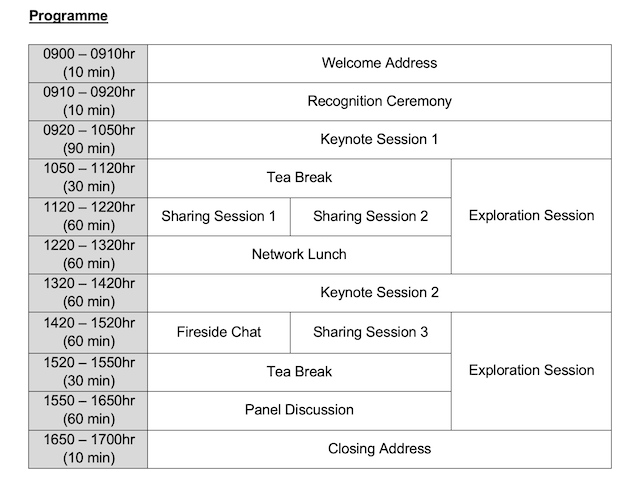 Programme
0900 – 0910hr
(10 min)
Welcome Address
0910 – 0920hr
(10 min)
Recognition Ceremony
0920 – 1050hr
(90 min)
Keynote Session 1
1050 – 1120hr
(30 min)
Tea Break
Exploration Session
1120 – 1220hr
(60 min)
Sharing Session 1
Sharing Session 2
1220 – 1320hr
(60 min)
Network Lunch
1320 – 1420hr
(60 min)
Keynote Session 2
1420 – 1520hr
(60 min)
Fireside Chat
Sharing Session 3
Exploration Session
1520 – 1550hr
(30 min)
Tea Break
1550 – 1650hr
(60 min)
Panel Discussion
1650 – 1700hr
(10 min)
Closing Address